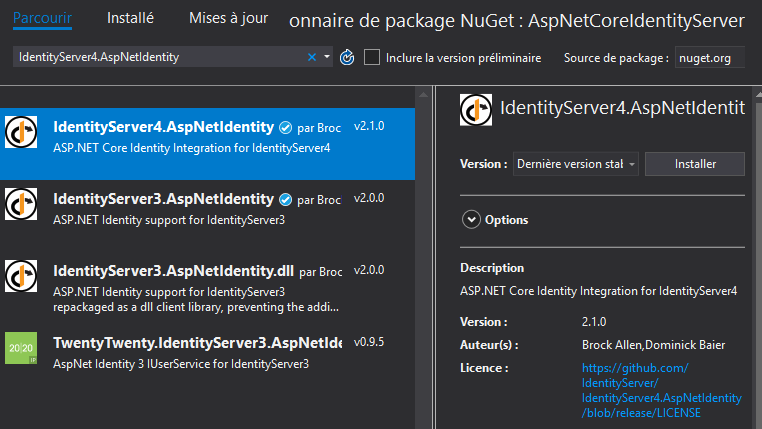 Parcourir Installé Mises à jour onnaire de package NuGet : AspNetCoreIdentityServer
IdentityServer4.AspNetIdentity Inclure la version préliminaire Source de package : nuget.org
IdentityServer4.AspNetIdentity par Broc v2.1.0
ASP.NET Core Identity Integration for IdentityServer4
IdentityServer3.AspNetIdentity par Broc v2.0.0
ASP.NET Identity support for IdentityServer3
IdentityServer3.AspNetIdentity.dll par Broc v2.0.0
ASP.NET Identity support for IdentityServer3
repackaged as a dll client library, preventing the addi...
20|20
TwentyTwenty.IdentityServer3.AspNetIde v0.9.5
AspNet Identity 3 IUserService for IdentityServer3
IdentityServer4.AspNetIdentit
Version : Dernière version stab Installer
Options
Description
ASP.NET Core Identity Integration for IdentityServer4
Version : 2.1.0
Auteur(s) : Brock Allen,Dominick Baier
Licence : https://github.com/
IdentityServer/
IdentityServer4.AspNetIdentity
/blob/release/LICENSE